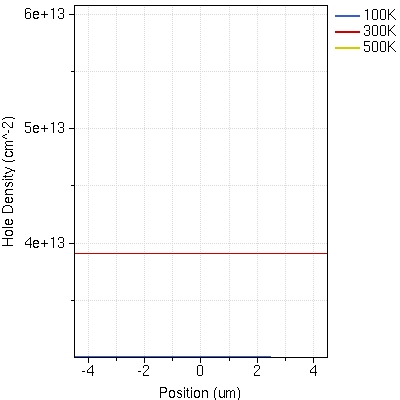 6e+13
5e+13
4e+13
Hole Density (cm^-2)
-4 -2 0 2 4
Position (um)
100K
300K
500K